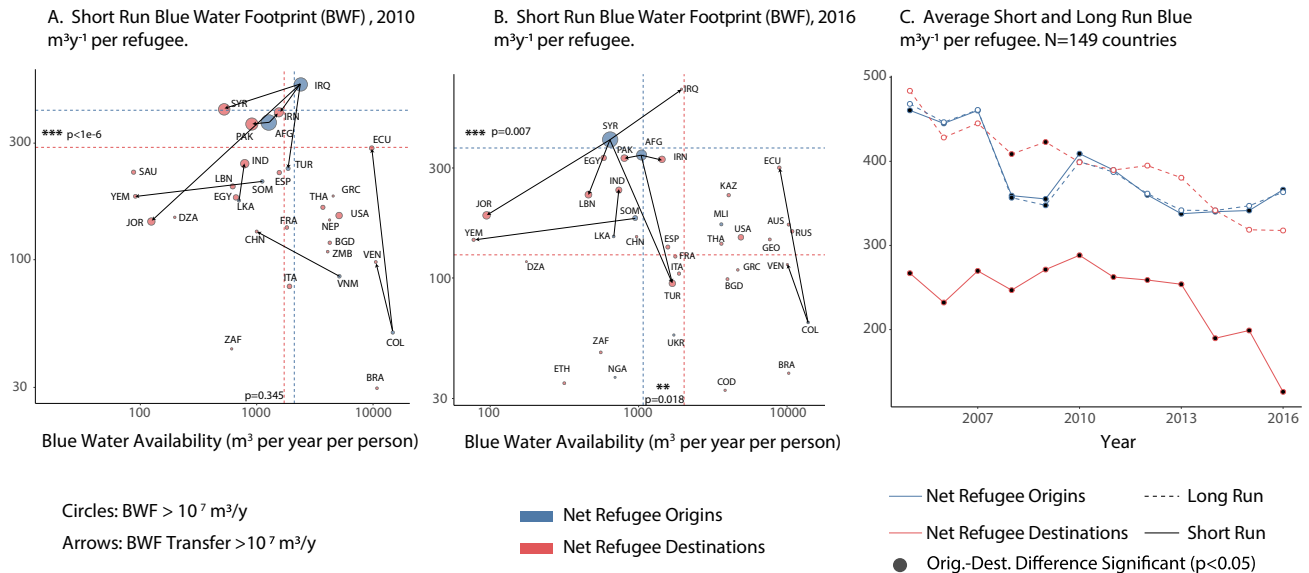 A. Short Run Blue Water Footprint (BWF) , 2010
m³y⁻¹ per refugee.
IRQ
SYR
IRN
PAK
AFG
*** p<1e-6
300
ECU
IND
TUR
SAU
LBN
ESP
YEM
SOM
EGY
LKA
THA
GRC
JOR
DZA
USA
FRA
NEP
CHN
BGD
ZMB
VEN
100
ITA
VNM
ZAF
COL
BRA
30
p=0.345
100
1000
10000
Blue Water Availability (m³ per year per person)
B. Short Run Blue Water Footprint (BWF), 2016
m³y⁻¹ per refugee.
IRQ
SYR
*** p=0.007
AFG
PAK
EGY
IRN
ECU
300
IND
KAZ
LBN
JOR
SOM
MLI
AUS
USA
RUS
YEM
LKA
CHN
THA
ESP
GEO
FRA
DZA
ITA
GRC
VEN
100
BGD
TUR
COL
UKR
ZAF
ETH
NGA
BRA
COD
**
30
p=0.018
100
1000
10000
Blue Water Availability (m³ per year per person)
C. Average Short and Long Run Blue
m³y⁻¹ per refugee. N=149 countries
500
400
300
200
2007
2010
2013
2016
Year
Circles: BWF > 10⁷ m³/y
Arrows: BWF Transfer >10⁷ m³/y
Net Refugee Origins
Net Refugee Destinations
Net Refugee Origins
Long Run
Net Refugee Destinations
Short Run
Orig.-Dest. Difference Significant (p<0.05)